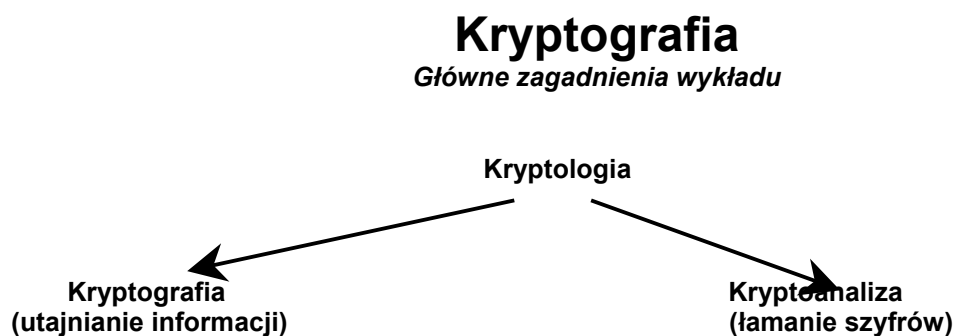 Kryptografia
Główne zagadnienia wykładu
Kryptologia
Kryptografia
(utajnianie informacji)
Kryptoanaliza
(łamanie szyfrów)